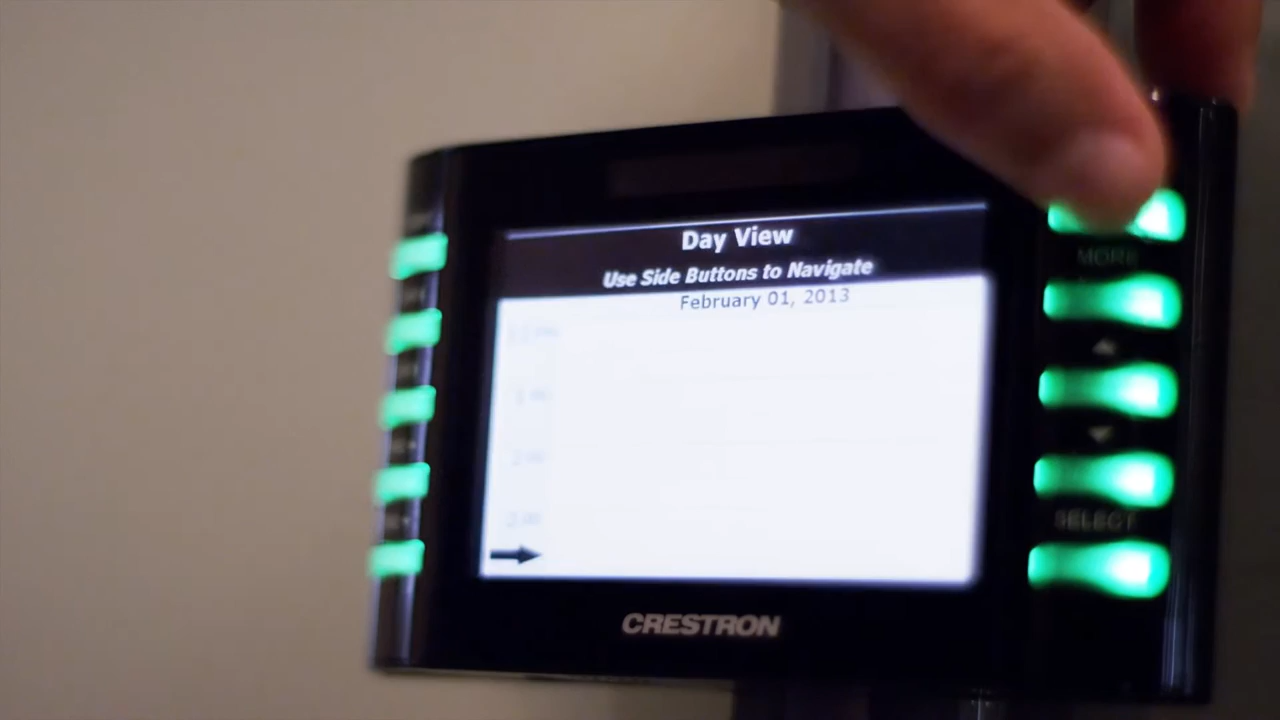 Day View
Use Side Buttons to Navigate
February 01, 2013
MORE
SELECT
CRESTRON